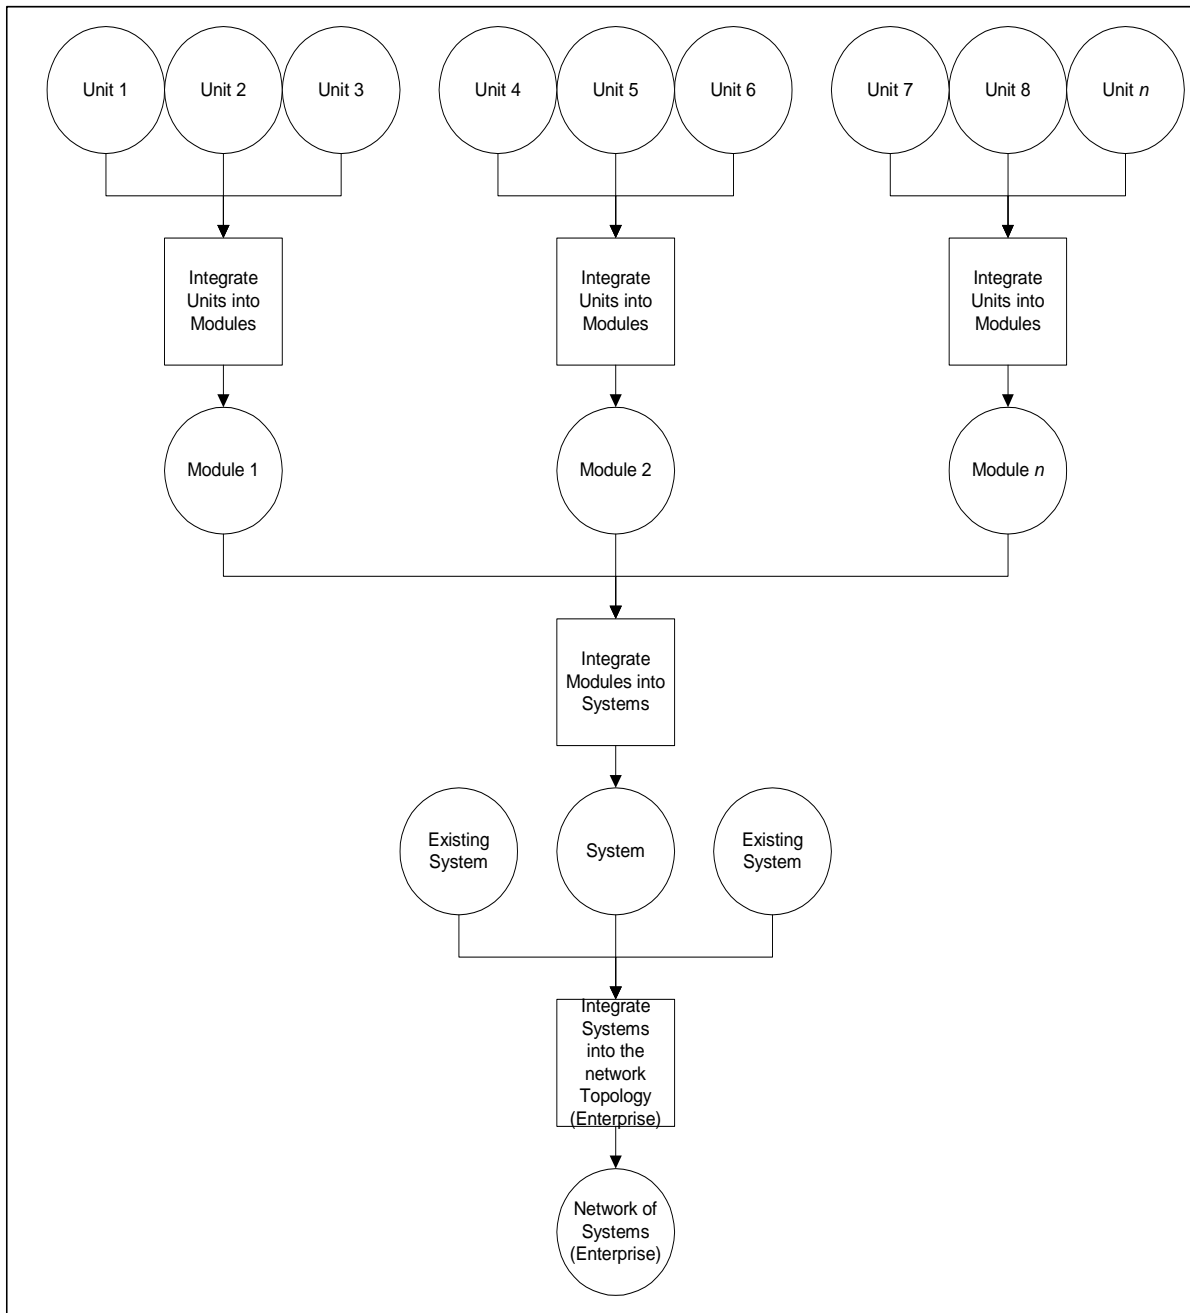 Unit 1
Unit 2
Unit 3
Unit 4
Unit 5
Unit 6
Unit 7
Unit 8
Unit n
Integrate
Units into
Modules
Integrate
Units into
Modules
Integrate
Units into
Modules
Module 1
Module 2
Module n
Integrate
Modules into
Systems
Existing
System
System
Existing
System
Integrate
Systems
into the
network
Topology
(Enterprise)
Network of
Systems
(Enterprise)